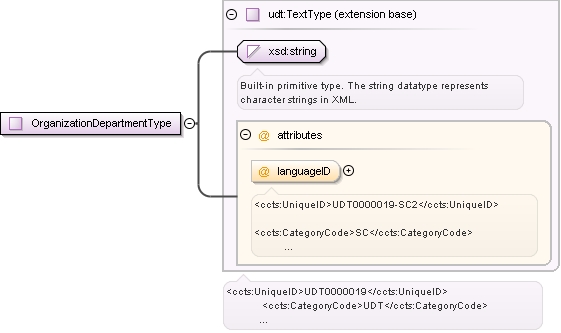 udt:TextType (extension base)
xsd:string
Built-in primitive type. The string datatype represents
character strings in XML.
OrganizationDepartmentType
@ attributes
@ languageID
<ccts:UniqueID>UDT0000019-SC2</ccts:UniqueID>
<ccts:CategoryCode>SC</ccts:CategoryCode>
...
<ccts:UniqueID>UDT0000019</ccts:UniqueID>
<ccts:CategoryCode>UDT</ccts:CategoryCode>
...